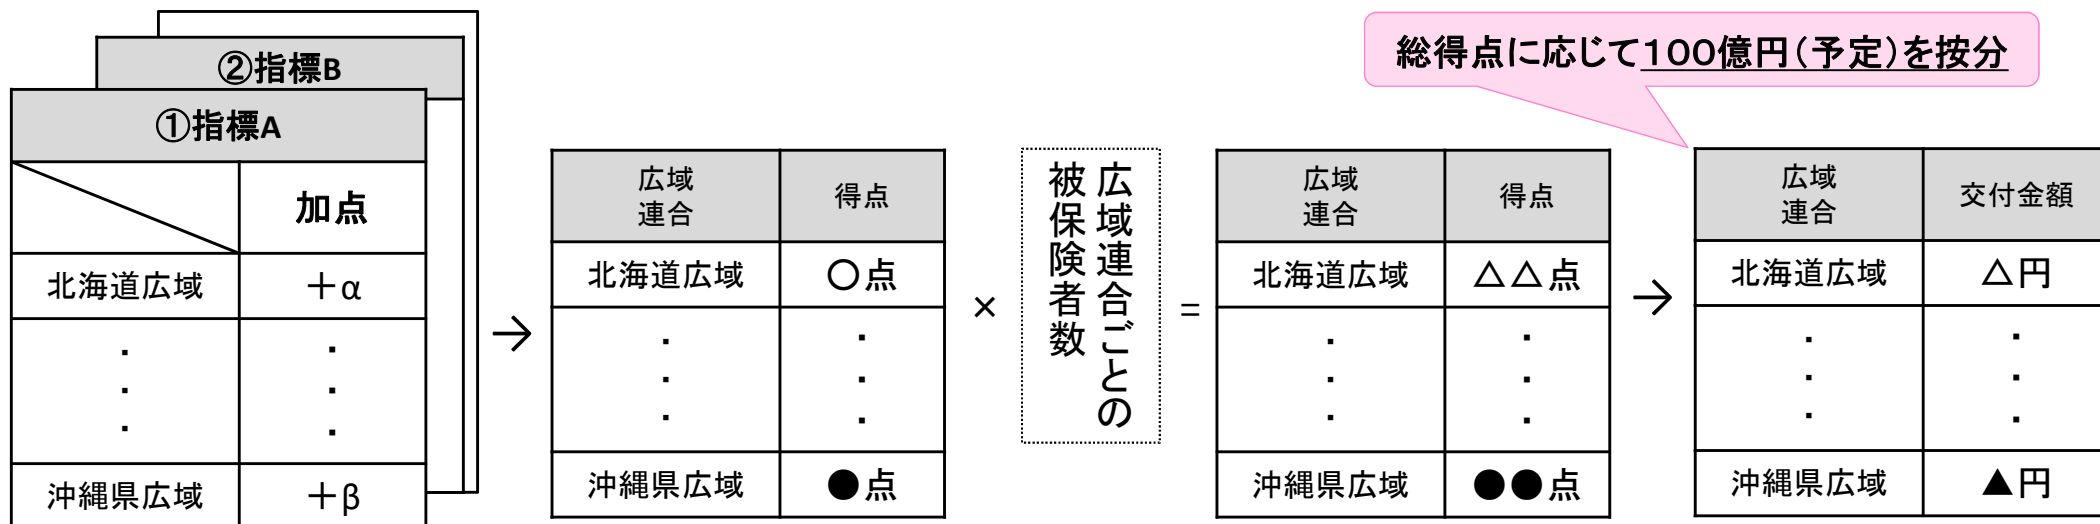 ②指標B
①指標A
加点
北海道広域 +α
・ ・
・ ・
・ ・
沖縄県広域 +β
→
広域
連合
得点
北海道広域 ○点
・ ・
・ ・
・ ・
沖縄県広域 ●点
×
広域連合ごとの
被保険者数
=
広域
連合
得点
北海道広域 △△点
・ ・
・ ・
・ ・
沖縄県広域 ●●点
→
総得点に応じて100億円(予定)を按分
広域
連合
交付金額
北海道広域 △円
・ ・
・ ・
・ ・
沖縄県広域 ▲円